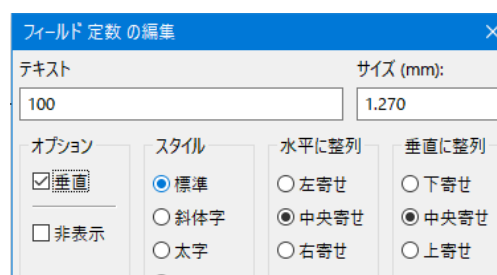 フィールド 定数 の編集
テキスト サイズ (mm):
100 1.270
オプション スタイル 水平に整列 垂直に整列
垂直 標準 左寄せ 下寄せ
斜体字 中央寄せ 中央寄せ
非表示
太字 右寄せ 上寄せ